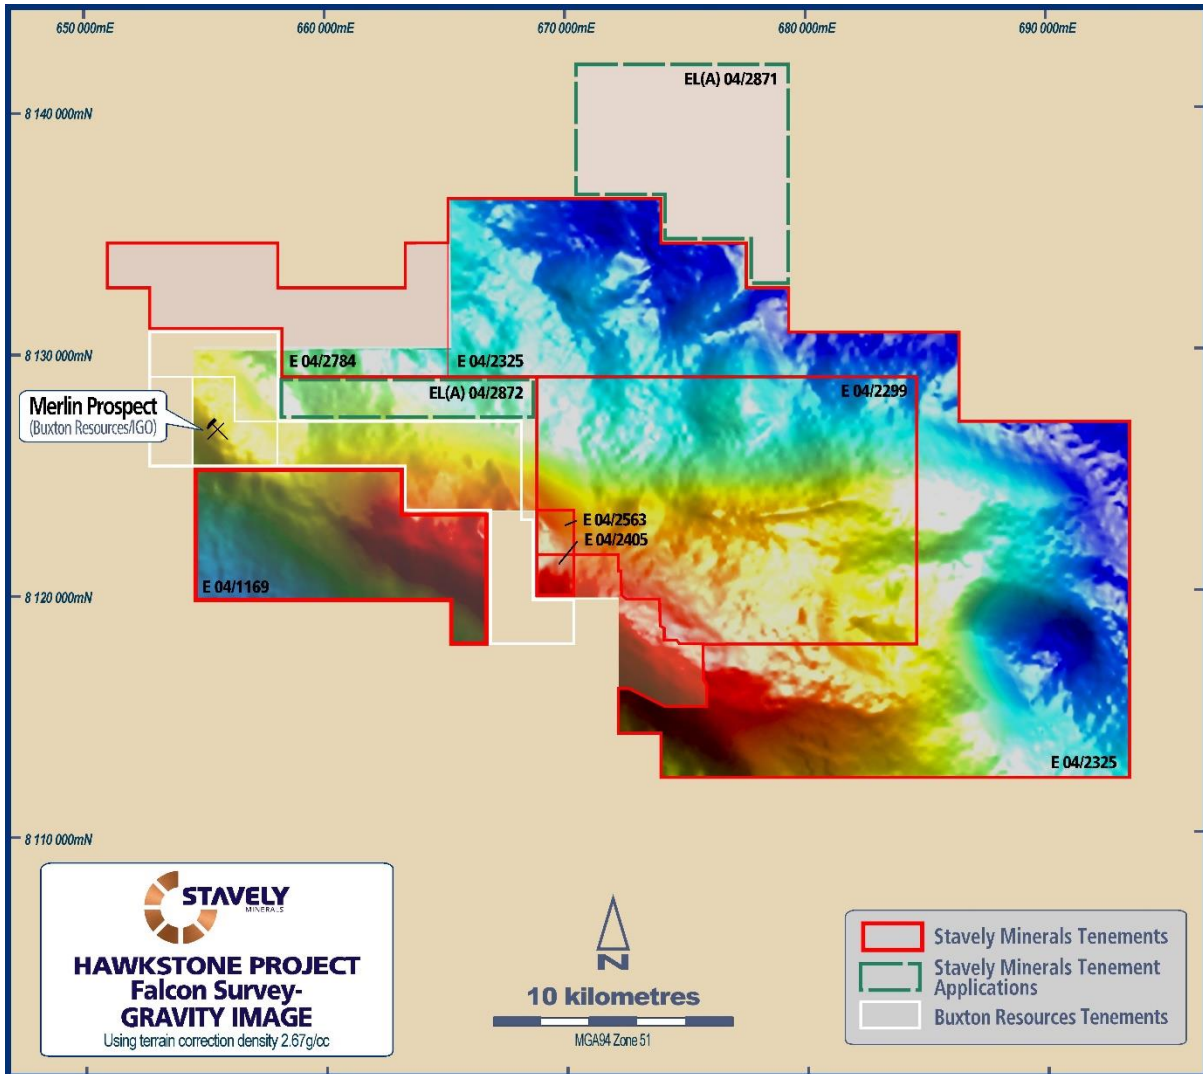 650 000mE
660 000mE
670 000mE
680 000mE
690 000mE
EL(A) 04/2871
8 140 000mN
8 130 000mN
E 04/2784
E 04/2325
E 04/2299
EL(A) 04/2872
Merlin Prospect
(Buxton Resources/IGO)
E 04/2563
E 04/2405
E 04/1169
8 120 000mN
E 04/2325
8 110 000mN
STAVELY
MINERALS
HAWKSTONE PROJECT
Falcon Survey-
GRAVITY IMAGE
Using terrain correction density 2.67g/cc
N
10 kilometres
MGA94 Zone 51
Stavely Minerals Tenements
Stavely Minerals Tenement
Applications
Buxton Resources Tenements